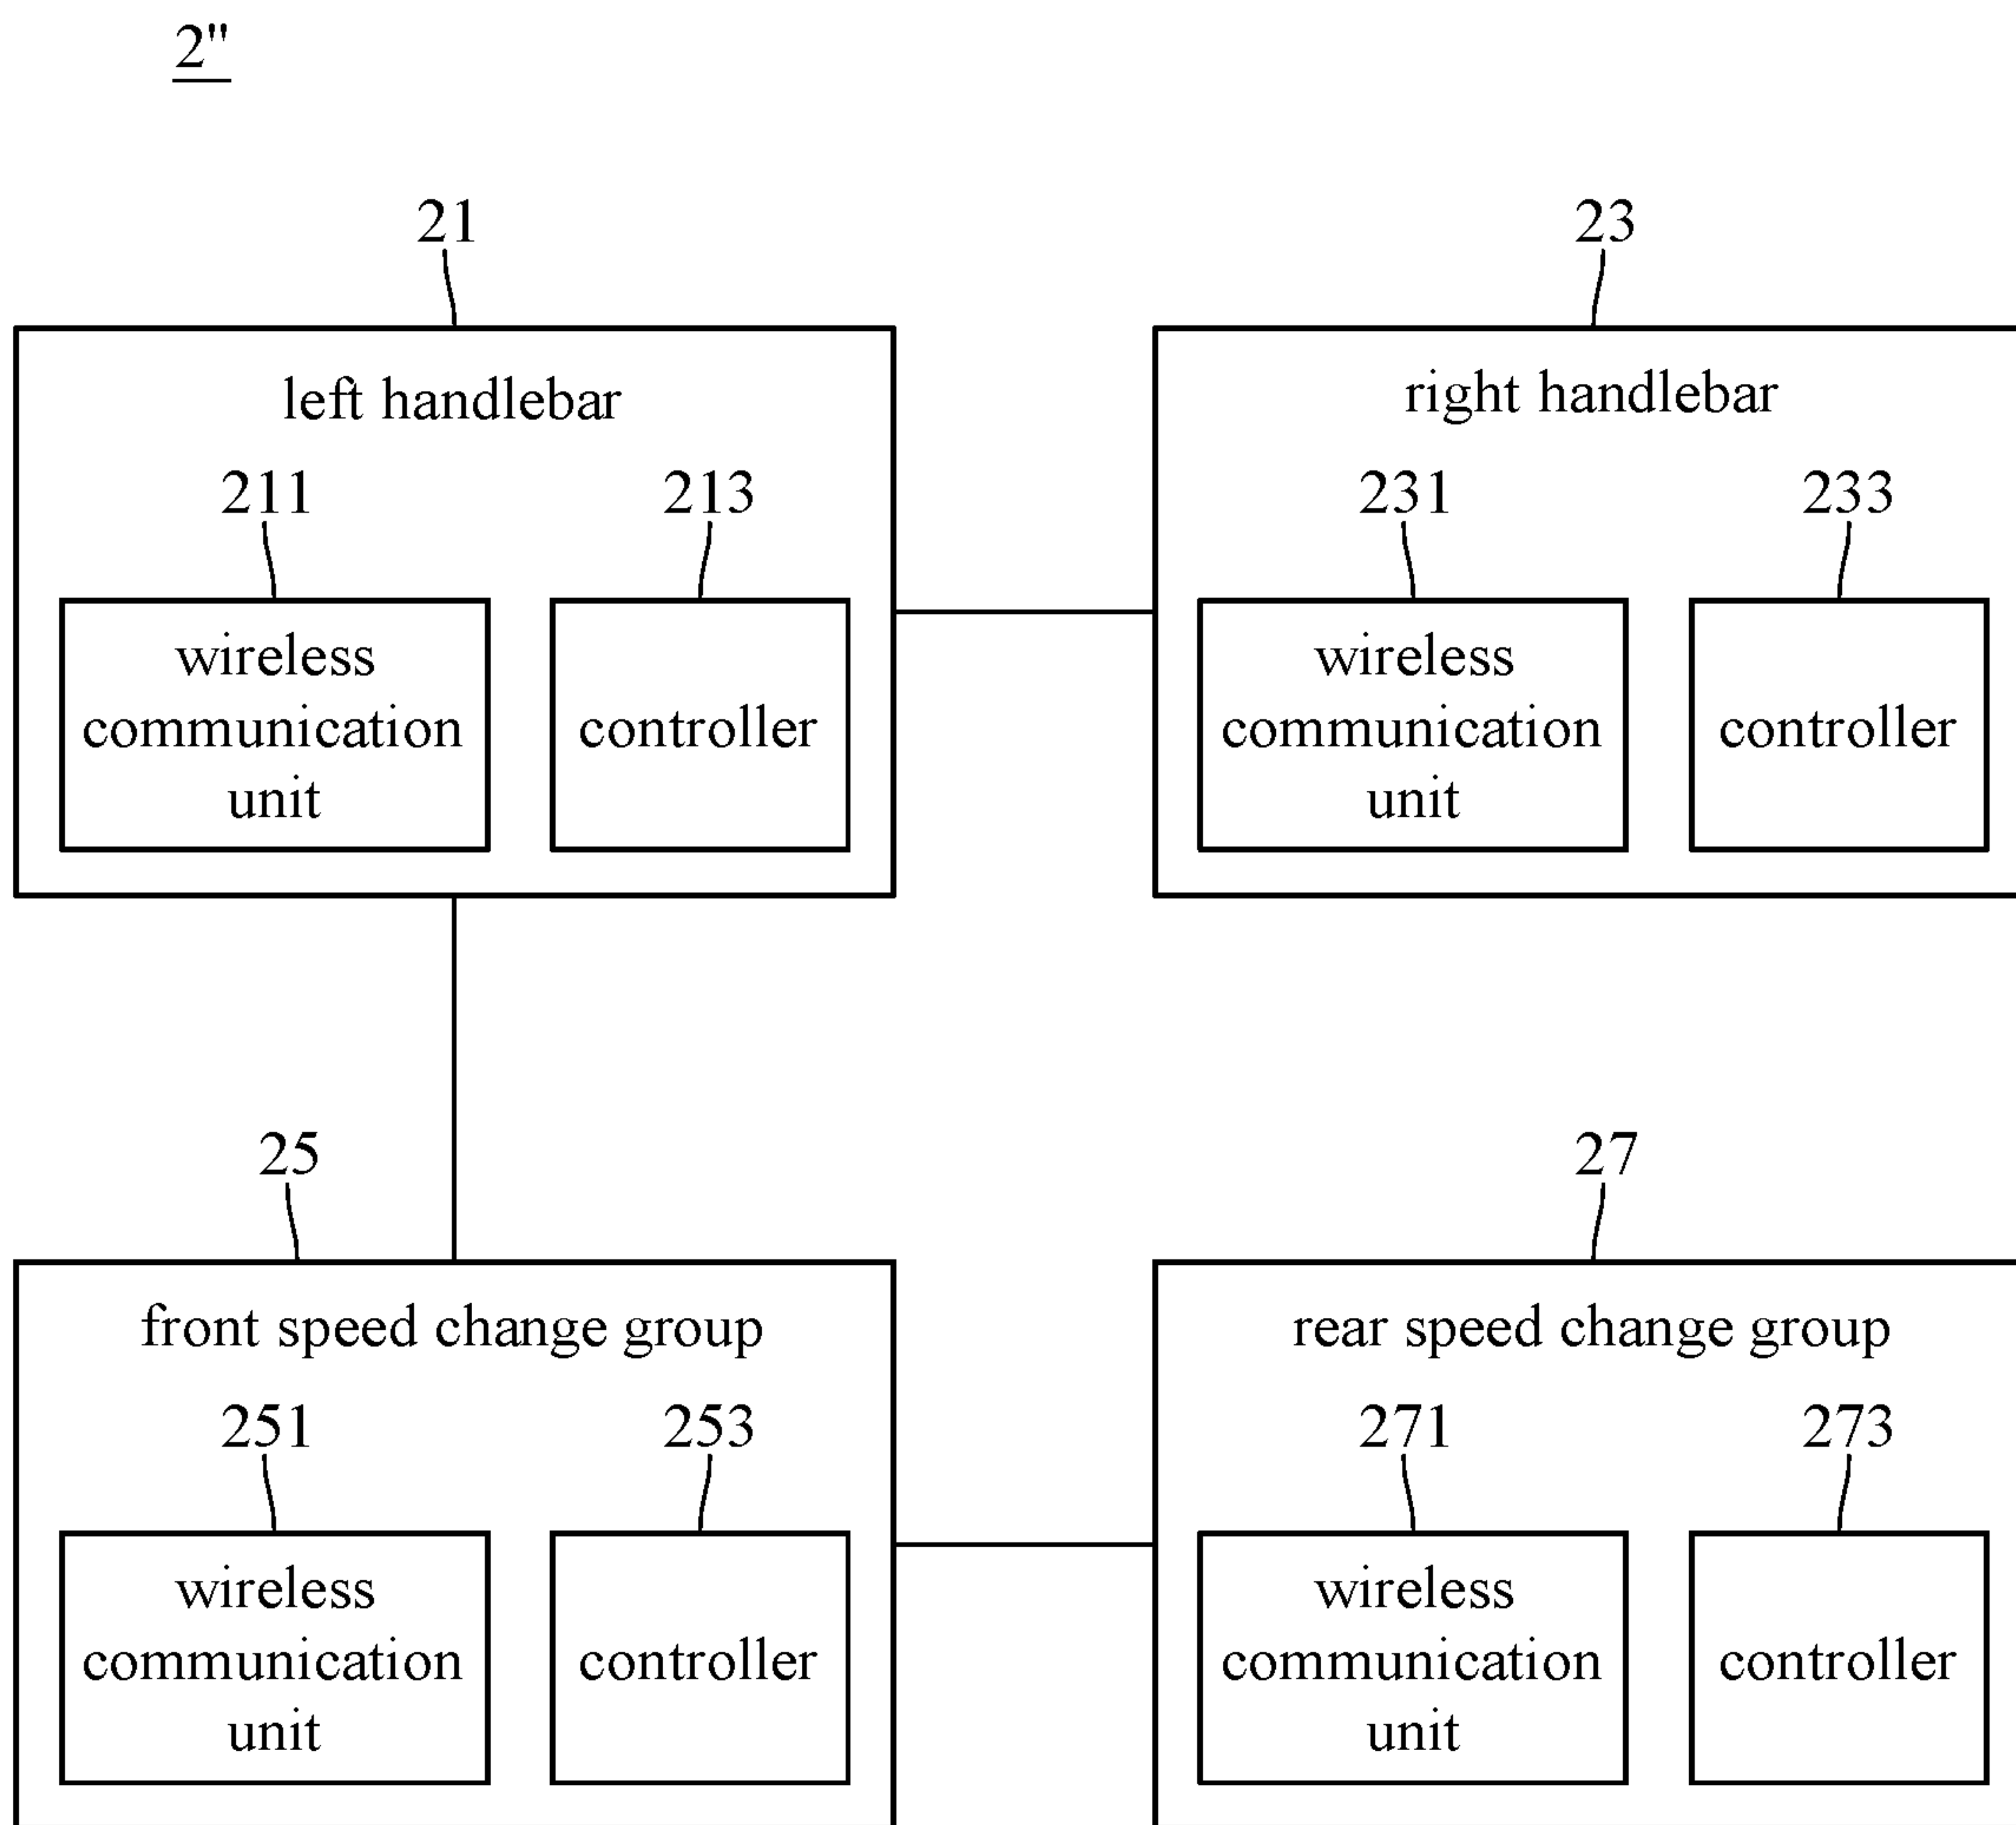 2"
21
23
left handlebar
right handlebar
211
213
231
233
wireless
communication
unit
controller
wireless
communication
unit
controller
25
27
front speed change group
rear speed change group
251
253
271
273
wireless
communication
unit
controller
wireless
communication
unit
controller